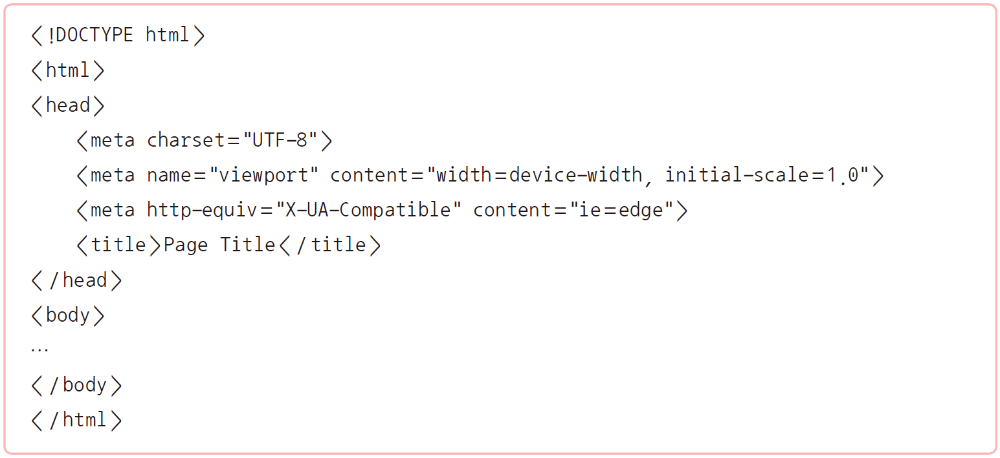 <!DOCTYPE html>
<html>
<head>
<meta charset="UTF-8">
<meta name="viewport" content="width=device-width, initial-scale=1.0">
<meta http-equiv="X-UA-Compatible" content="ie=edge">
<title>Page Title</title>
</head>
<body>
…
</body>
</html>